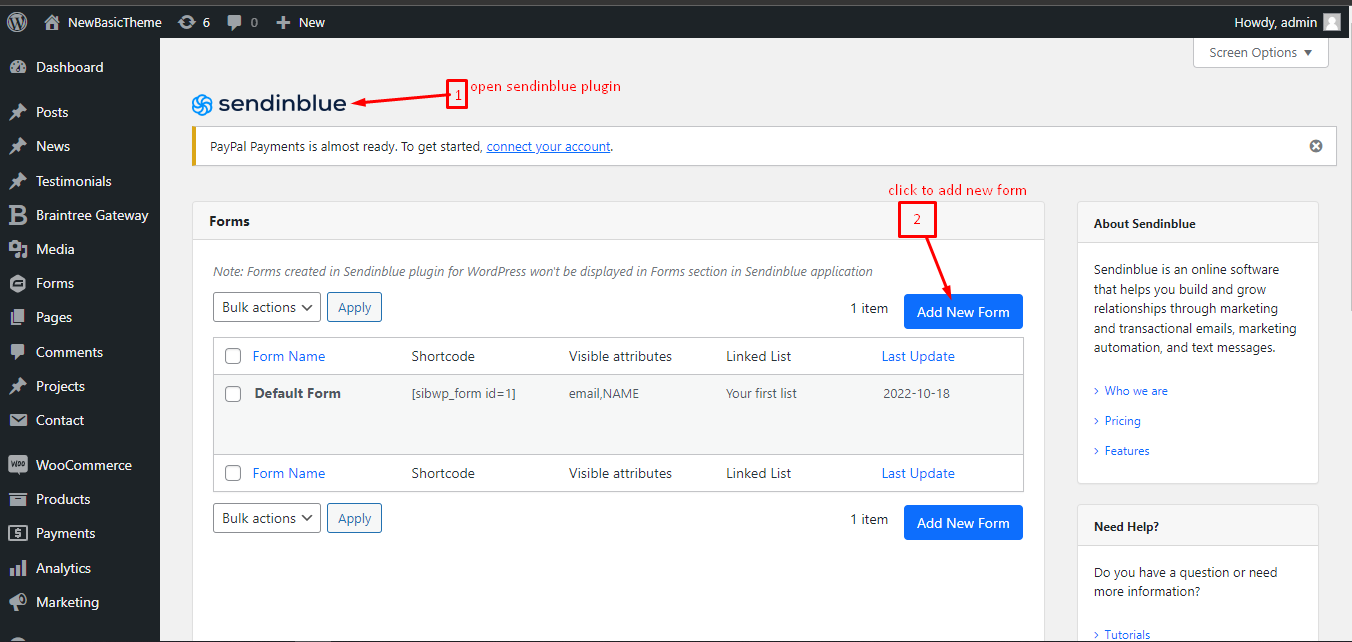 NewBasicTheme 6 0 New Howdy, admin
Screen Options
Dashboard
Posts
News
Testimonials
Braintree Gateway
Media
Forms
Pages
Comments
Projects
Contact
WooCommerce
Products
Payments
Analytics
Marketing
sendinblue
1
open sendinblue plugin
PayPal Payments is almost ready. To get started, connect your account.
click to add new form
2
Forms
Note: Forms created in Sendinblue plugin for WordPress won't be displayed in Forms section in Sendinblue application
Bulk actions Apply 1 item Add New Form
Form Name Shortcode Visible attributes Linked List Last Update
Default Form [sibwp_form id=1] email,NAME Your first list 2022-10-18
Form Name Shortcode Visible attributes Linked List Last Update
Bulk actions Apply 1 item Add New Form
About Sendinblue
Sendinblue is an online software
that helps you build and grow
relationships through marketing
and transactional emails, marketing
automation, and text messages.
Who we are
Pricing
Features
Need Help?
Do you have a question or need
more information?
Tutorials